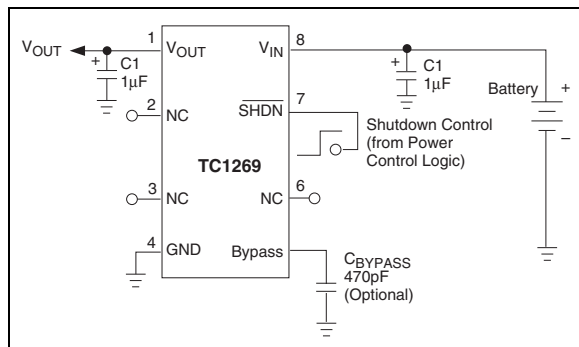 VOUT
1
VOUT
VIN
8
+
C1
1µF
+
C1
1µF
Battery
+
–
2
NC
7
SHDN
Shutdown Control
(from Power
Control Logic)
TC1269
3
NC
6
NC
4
GND
Bypass
CBYPASS
470pF
(Optional)